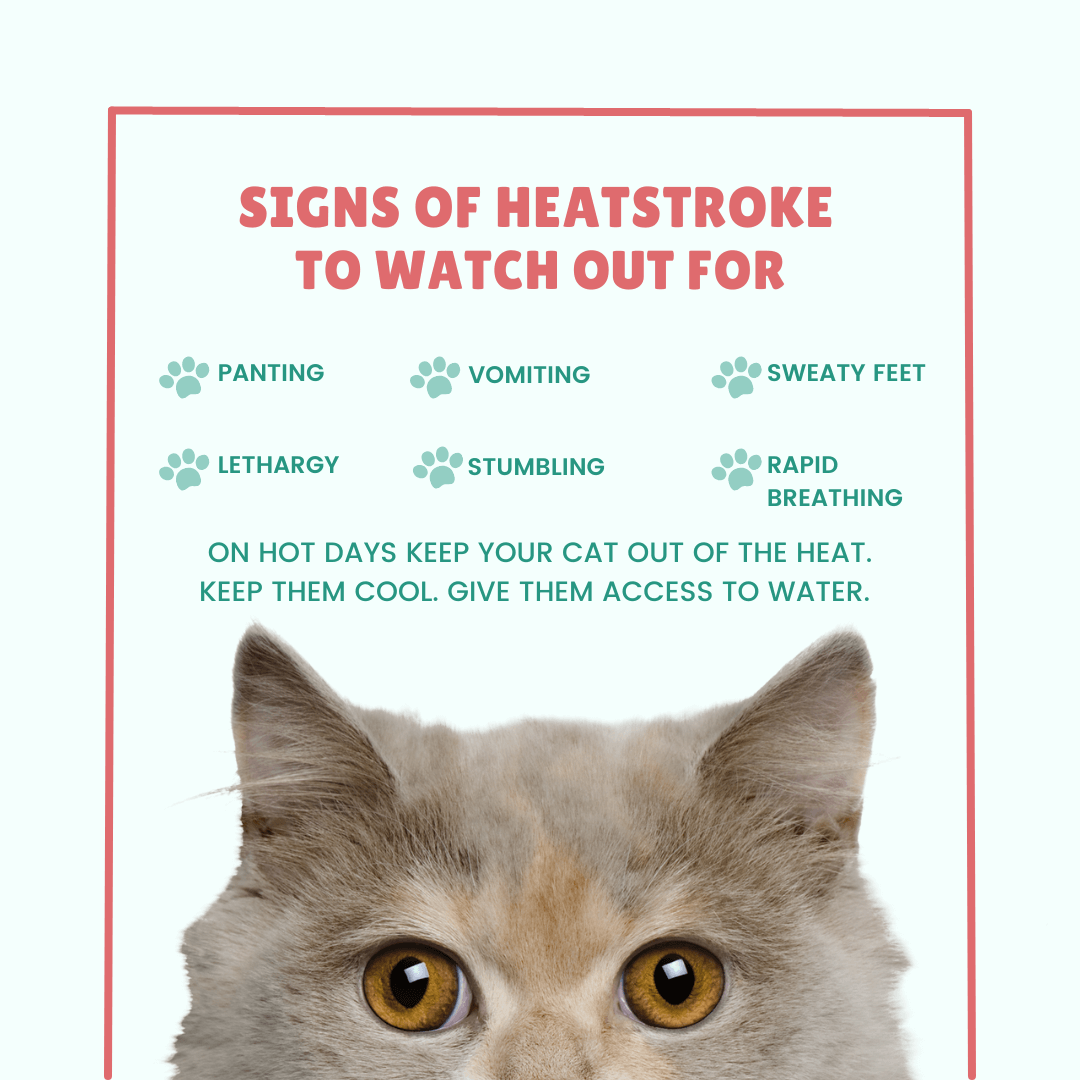 SIGNS OF HEATSTROKE
TO WATCH OUT FOR
PANTING
VOMITING
SWEATY FEET
LETHARGY
STUMBLING
RAPID
BREATHING
ON HOT DAYS KEEP YOUR CAT OUT OF THE HEAT.
KEEP THEM COOL. GIVE THEM ACCESS TO WATER.